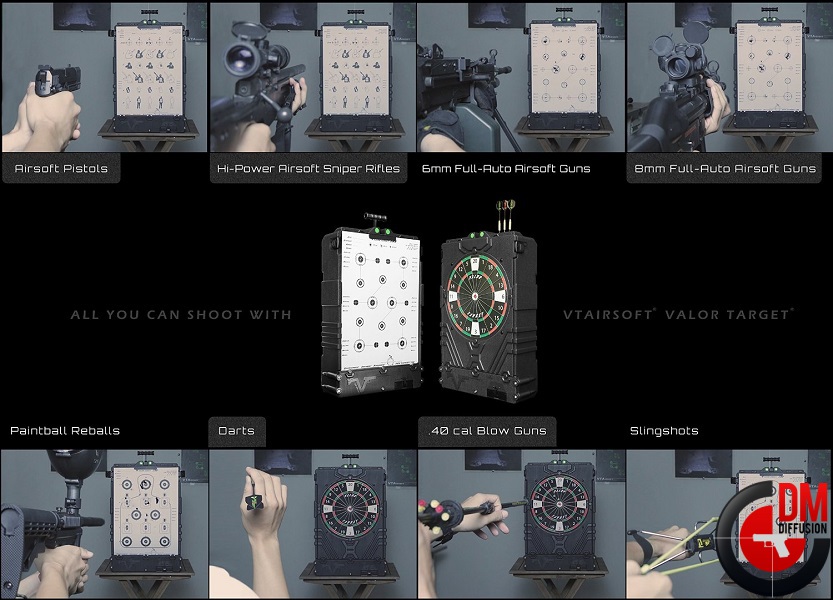 Airsoft Pistols
Hi-Power Airsoft Sniper Rifles
6mm Full-Auto Airsoft Guns
8mm Full-Auto Airsoft Guns
ALL YOU CAN SHOOT WITH
VTAIRSOFT® VALOR TARGET®
Paintball Reballs
Darts
.40 cal Blow Guns
Slingshots
DM
DIFFUSION